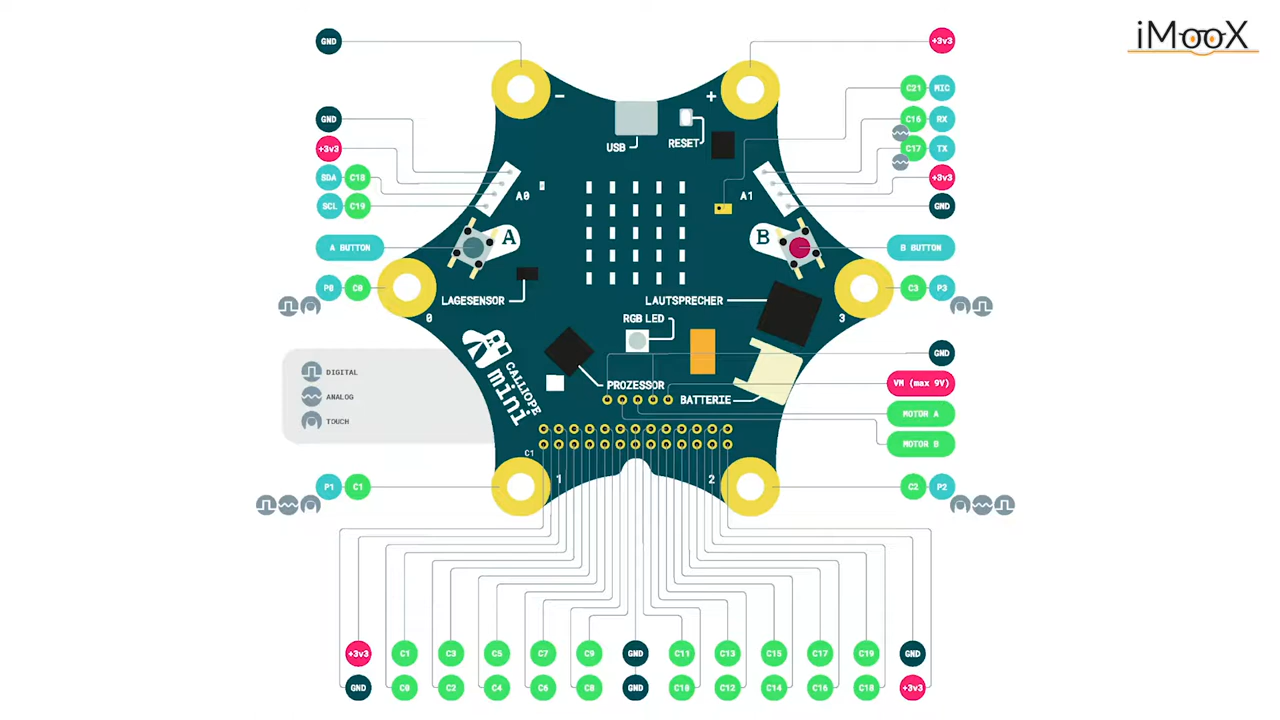 iMooX
GND
+3v3
C21 MIC
GND
C16 RX
+3v3
C17 TX
SDA C18
+3v3
SCL C19
GND
A BUTTON
B BUTTON
P0 C0
C3 P3
- +
USB
RESET
A0
A1
A
B
LAGESENSOR
LAUTSPRECHER
0
3
RGB LED
CALLIOPE
mini
PROZESSOR
BATTERIE
GND
VM (max 9V)
MOTOR A
MOTOR B
DIGITAL
ANALOG
TOUCH
C1
1
2
P1 C1
C2 P2
+3v3 C1 C3 C5 C7 C9 GND C11 C13 C15 C17 C19 GND
GND C0 C2 C4 C6 C8 GND C10 C12 C14 C16 C18 +3v3